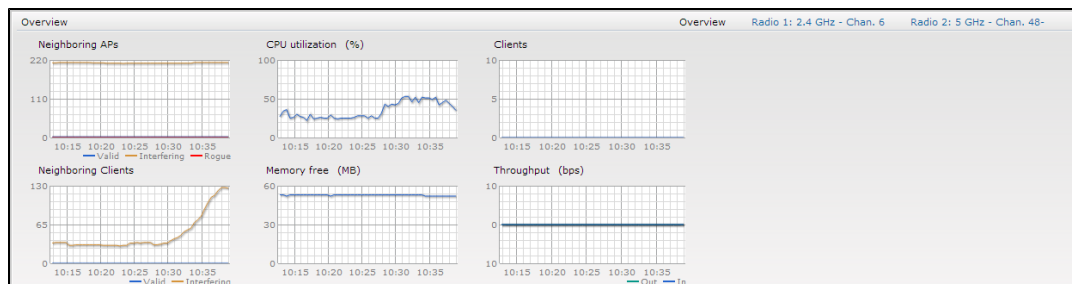 Overview Overview Radio 1: 2.4 GHz - Chan. 6 Radio 2: 5 GHz - Chan. 48-
Neighboring APs CPU utilization (%) Clients
220 100 10
110 50 5
0 0 0
10:15 10:20 10:25 10:30 10:35 10:15 10:20 10:25 10:30 10:35 10:15 10:20 10:25 10:30 10:35
Valid Interfering Rogue
Neighboring Clients Memory free (MB) Throughput (bps)
130 60 10
65 30 0
0 0 10
10:15 10:20 10:25 10:30 10:35 10:15 10:20 10:25 10:30 10:35 10:15 10:20 10:25 10:30 10:35
Valid Interfering Out In